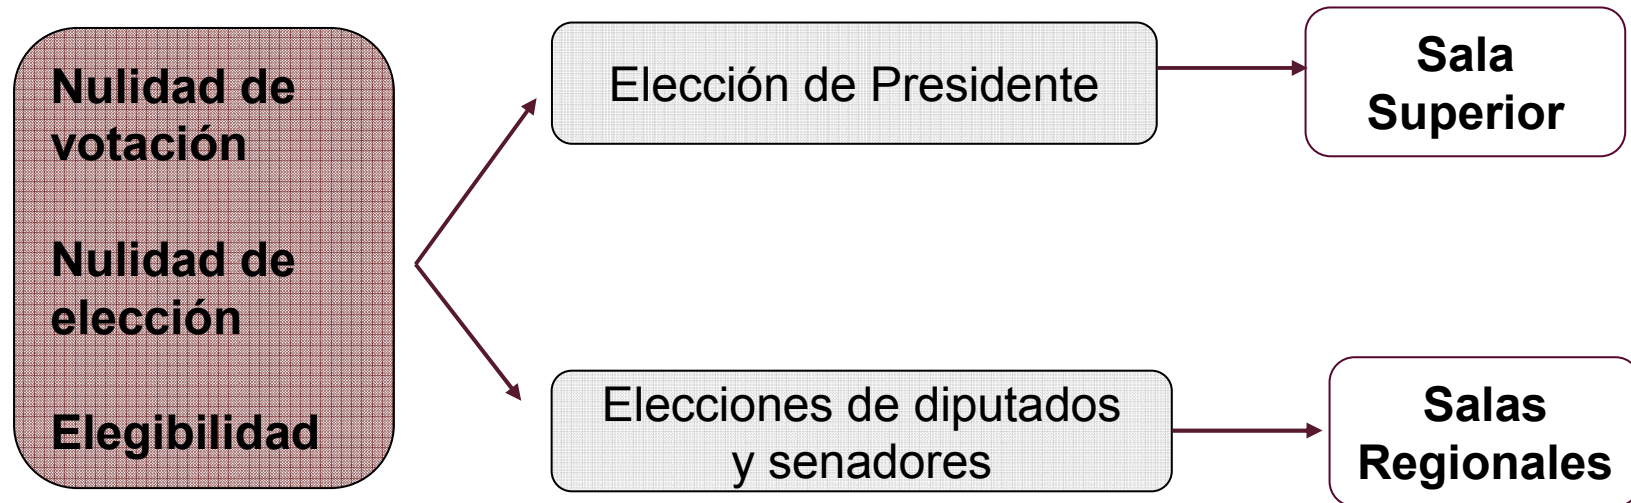 Nulidad de
votación
Nulidad de
elección
Elegibilidad
Elección de Presidente
Sala
Superior
Elecciones de diputados
y senadores
Salas
Regionales